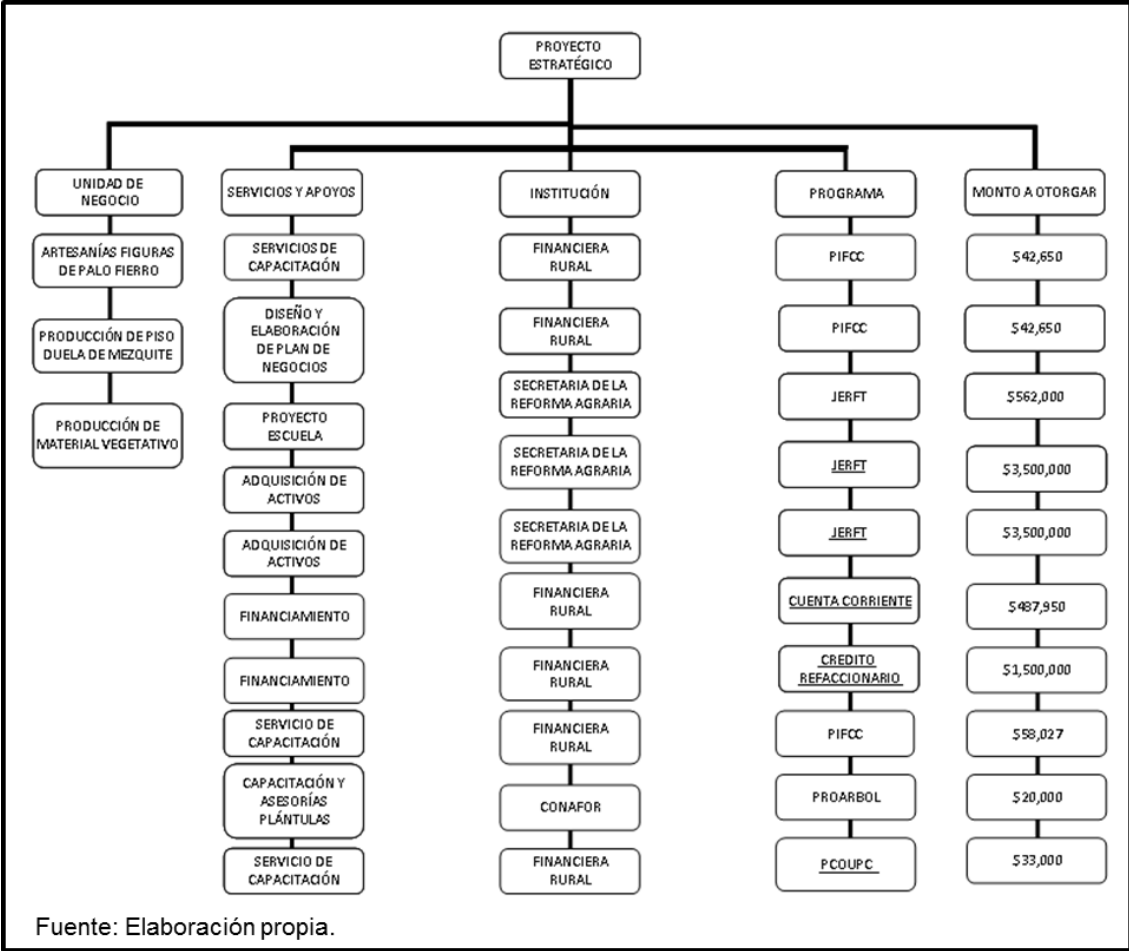 PROYECTO
ESTRATÉGICO
UNIDAD DE
NEGOCIO
ARTESANÍAS FIGURAS
DE PALO FIERRO
PRODUCCIÓN DE PISO
DUELA DE MEZQUITE
PRODUCCIÓN DE
MATERIAL VEGETATIVO
SERVICIOS Y APOYOS
SERVICIOS DE
CAPACITACIÓN
DISEÑO Y
ELABORACIÓN
DE PLAN DE
NEGOCIOS
PROYECTO
ESCUELA
ADQUISICIÓN DE
ACTIVOS
ADQUISICIÓN DE
ACTIVOS
FINANCIAMIENTO
FINANCIAMIENTO
SERVICIO DE
CAPACITACIÓN
CAPACITACIÓN Y
ASESORÍAS
PLÁNTULAS
SERVICIO DE
CAPACITACIÓN
INSTITUCIÓN
FINANCIERA
RURAL
FINANCIERA
RURAL
SECRETARIA DE LA
REFORMA AGRARIA
SECRETARIA DE LA
REFORMA AGRARIA
SECRETARIA DE LA
REFORMA AGRARIA
FINANCIERA
RURAL
FINANCIERA
RURAL
FINANCIERA
RURAL
CONAFOR
FINANCIERA
RURAL
PROGRAMA
PIFCC
PIFCC
JERFT
JERFT
JERFT
CUENTA CORRIENTE
CREDITO
REFACCIONARIO
PIFCC
PROARBOL
PCOUPC
MONTO A OTORGAR
$42,650
$42,650
$562,000
$3,500,000
$3,500,000
$487,950
$1,500,000
$58,027
$20,000
$33,000
Fuente: Elaboración propia.